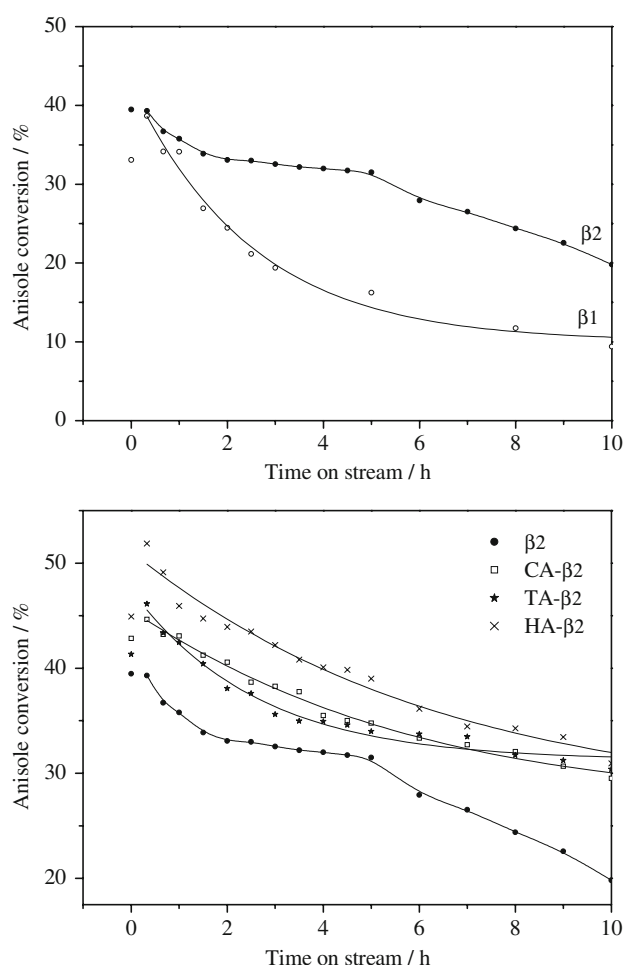 50
40
30
20
10
0
Anisole conversion / %
β2
β1
0 2 4 6 8 10
Time on stream / h
50
40
30
20
Anisole conversion / %
β2
CA-β2
TA-β2
HA-β2
0 2 4 6 8 10
Time on stream / h